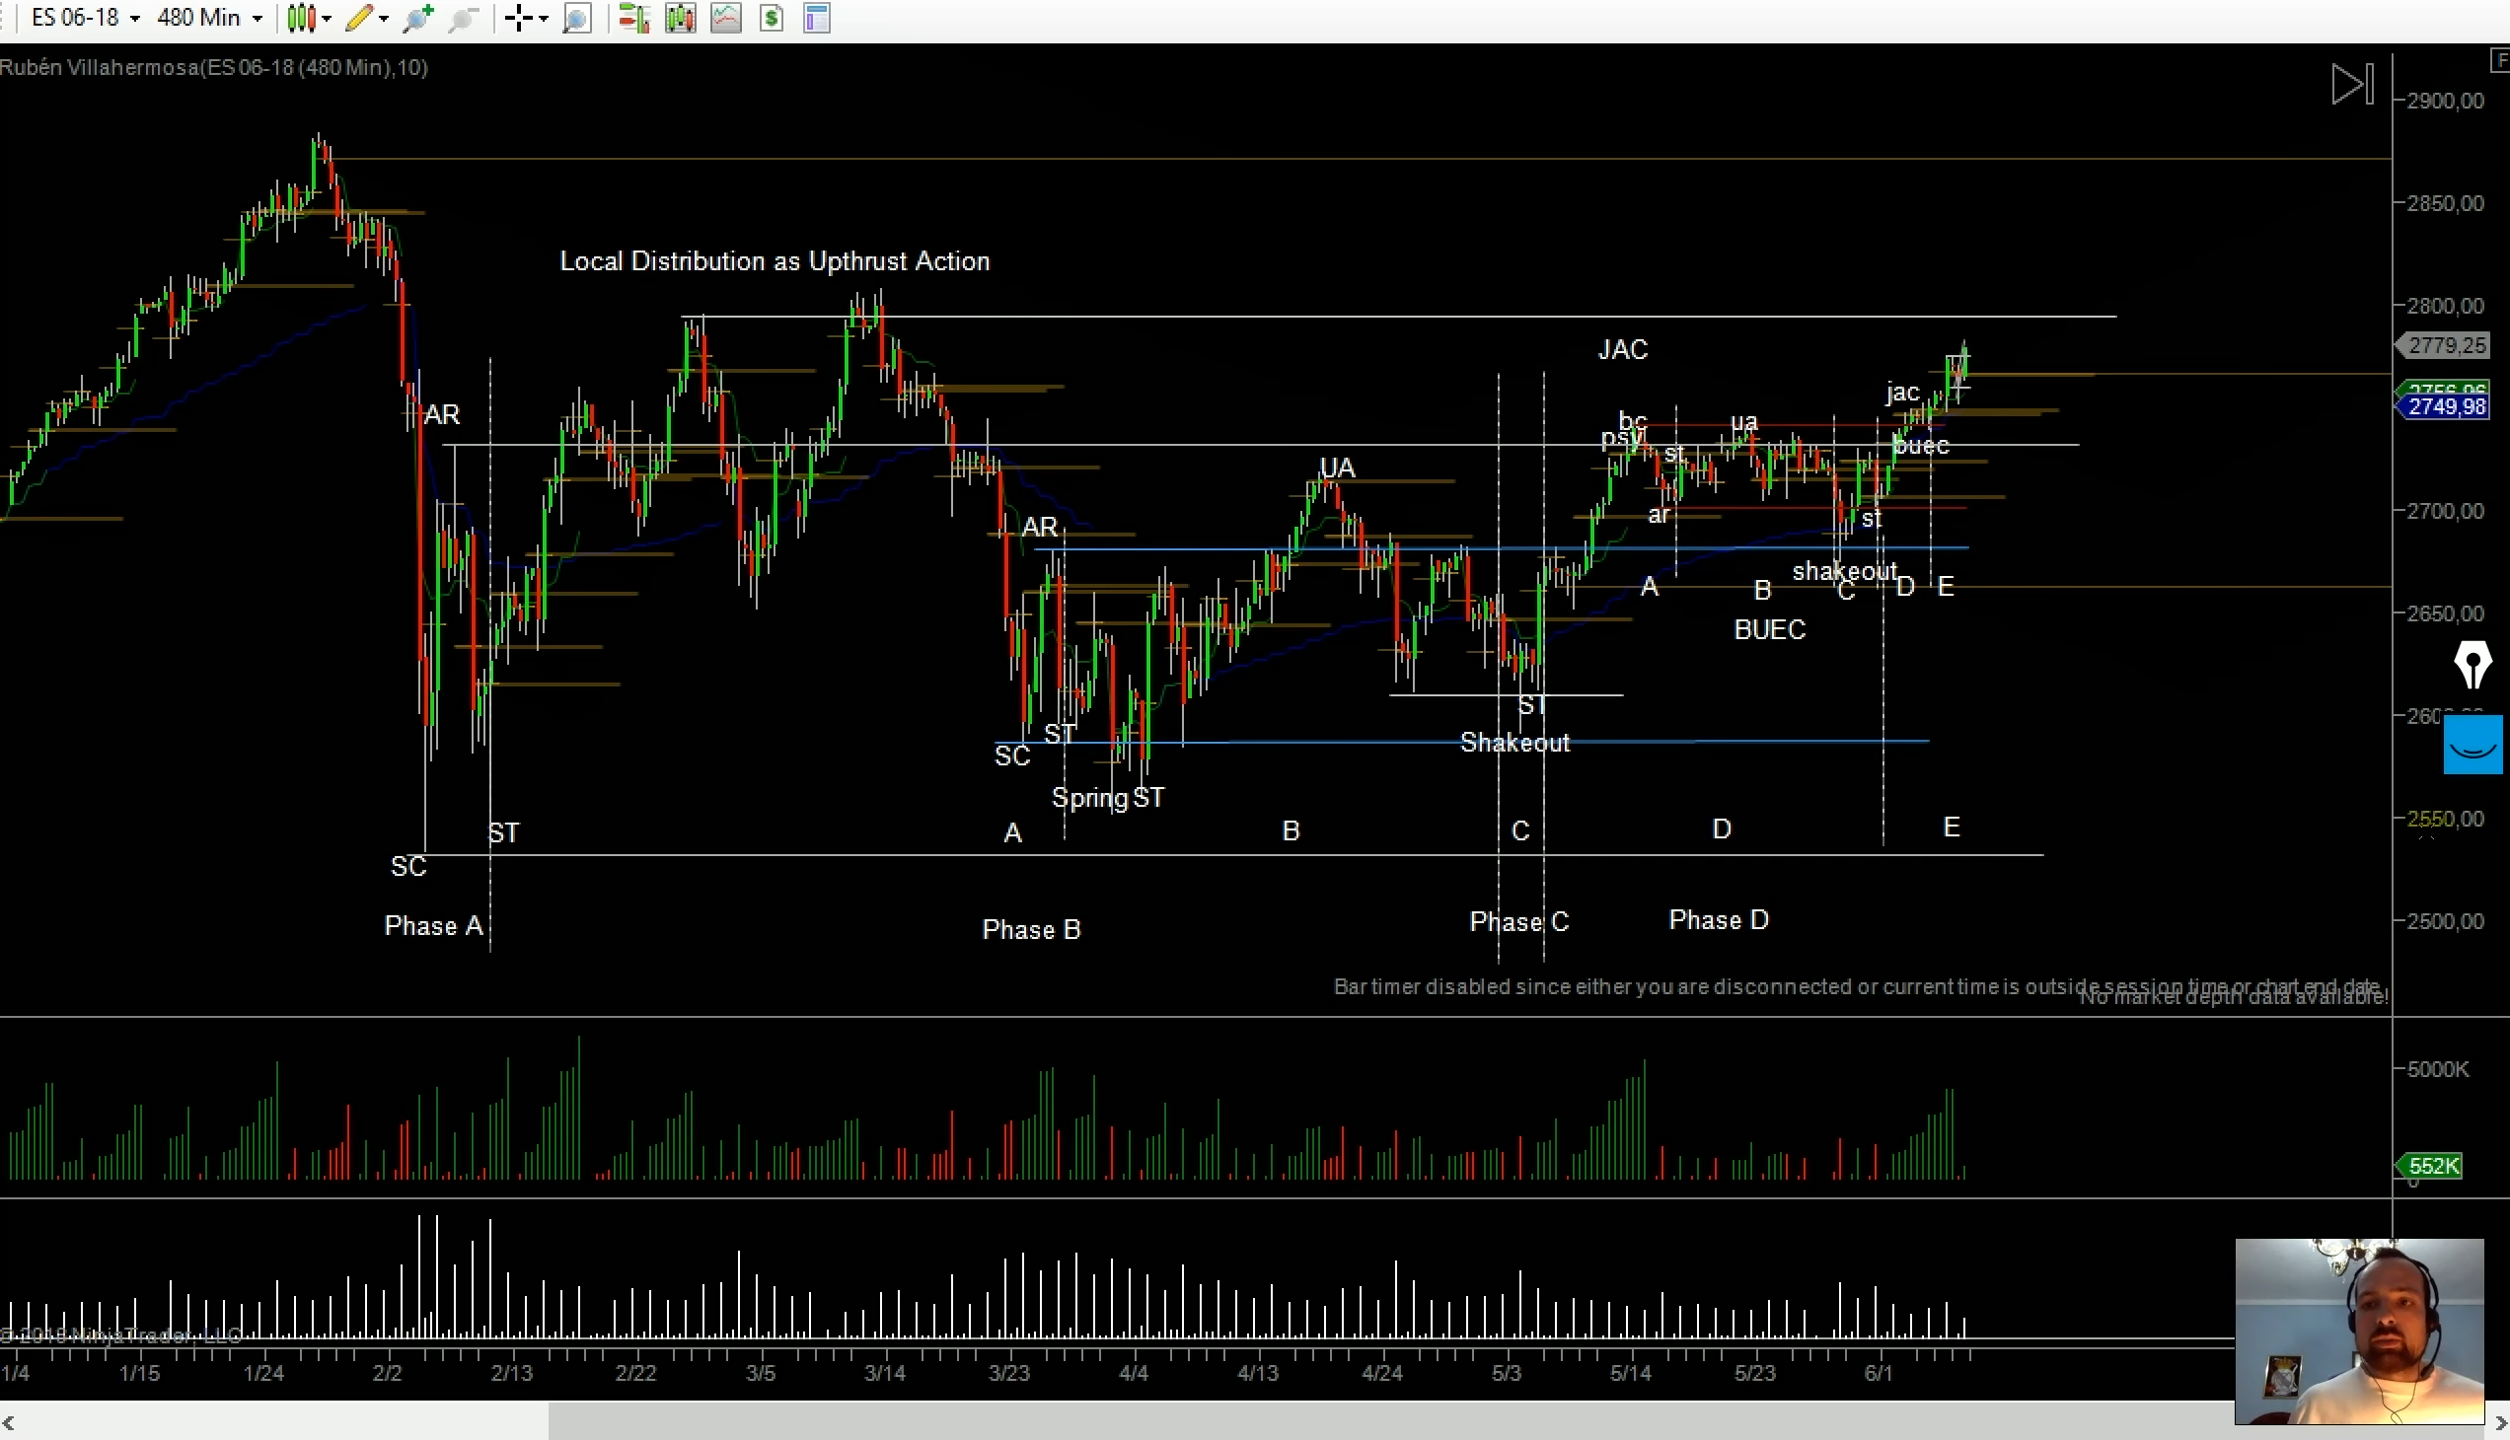 ES 06-18 480 Min
Rubén Villahermosa(ES 06-18 (480 Min),10)
F
2900,00
2850,00
Local Distribution as Upthrust Action
2800,00
JAC
2779,25
jac
2756,96
2749,98
AR
bc
ua
psy
st
buec
UA
2700,00
ar
st
AR
shakeout
A
B
C
D
E
2650,00
BUEC
ST
ST
Shakeout
SC
Spring
ST
2550,00
ST
A
B
C
D
E
SC
Phase A
Phase B
Phase C
Phase D
2500,00
Bar timer disabled since either you are disconnected or current time is outside session time or chart end date
No market depth data available!
5000K
552K
0
© 2018 NinjaTrader, LLC
1/4 1/15 1/24 2/2 2/13 2/22 3/5 3/14 3/23 4/4 4/13 4/24 5/3 5/14 5/23 6/1